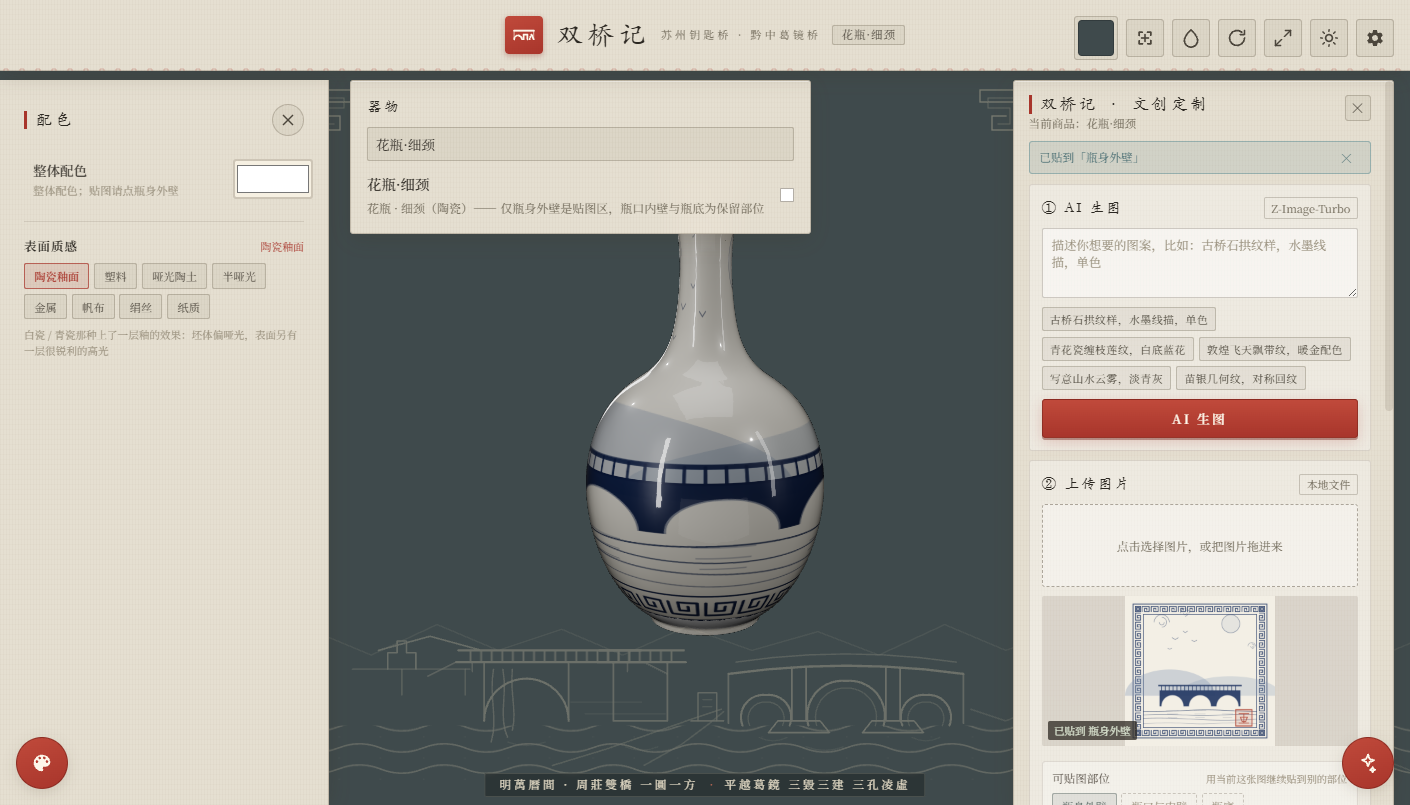 双桥记
苏州钥匙桥 · 黔中葛镜桥
花瓶·细颈
配色
整体配色
整体配色；贴图请点瓶身外壁
表面质感
陶瓷釉面
陶瓷釉面
塑料
哑光陶土
半哑光
金属
帆布
绢丝
纸质
白瓷 / 青瓷那种上了一层釉的效果：坯体偏哑光，表面另有
一层很锐利的高光
器物
花瓶·细颈
花瓶·细颈
花瓶 · 细颈（陶瓷）—— 仅瓶身外壁是贴图区，瓶口内壁与瓶底为保留部位
明萬曆間 · 周莊雙橋 一圓一方 · 平越葛鏡 三毀三建 三孔凌虛
双桥记 · 文创定制
当前商品：花瓶·细颈
已贴到「瓶身外壁」
① AI 生图
Z-Image-Turbo
描述你想要的图案，比如：古桥石拱纹样，水墨线
描，单色
古桥石拱纹样，水墨线描，单色
青花瓷缠枝莲纹，白底蓝花
敦煌飞天飘带纹，暖金配色
写意山水云雾，淡青灰
苗银几何纹，对称回纹
AI 生图
② 上传图片
本地文件
点击选择图片，或把图片拖进来
已贴到 瓶身外壁
可贴图部位
用当前这张图继续贴到别的部位